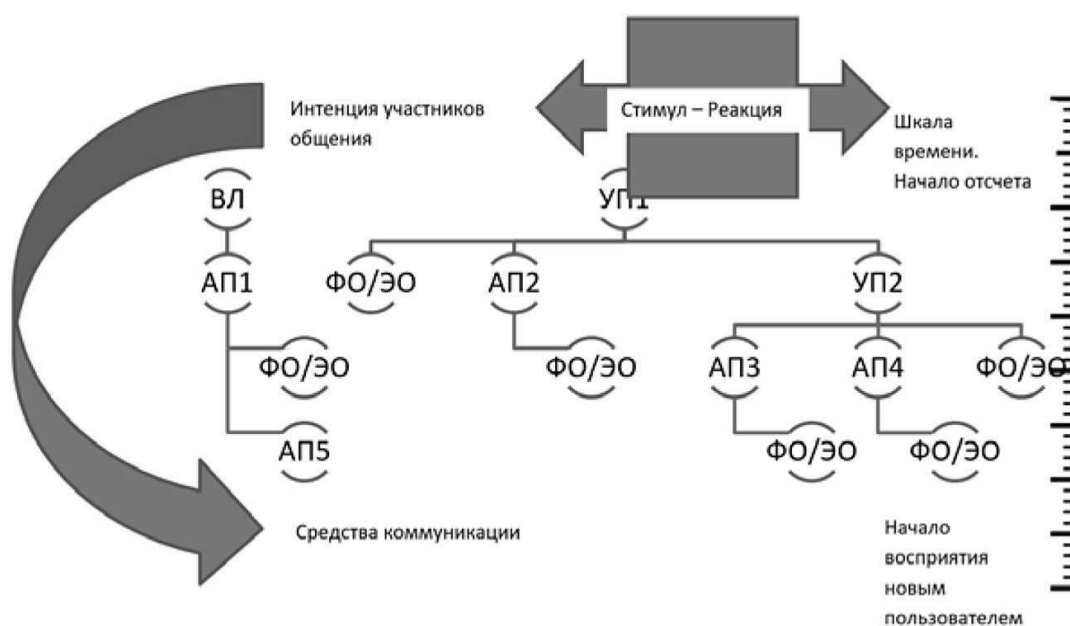 Интенция участников
общения
Стимул – Реакция
Шкала
времени.
Начало отсчета
ВЛ
УП1
АП1
ФО/ЭО
АП2
УП2
ФО/ЭО
ФО/ЭО
АП3
АП4
ФО/ЭО
АП5
ФО/ЭО
ФО/ЭО
Средства коммуникации
Начало
восприятия
новым
пользователем